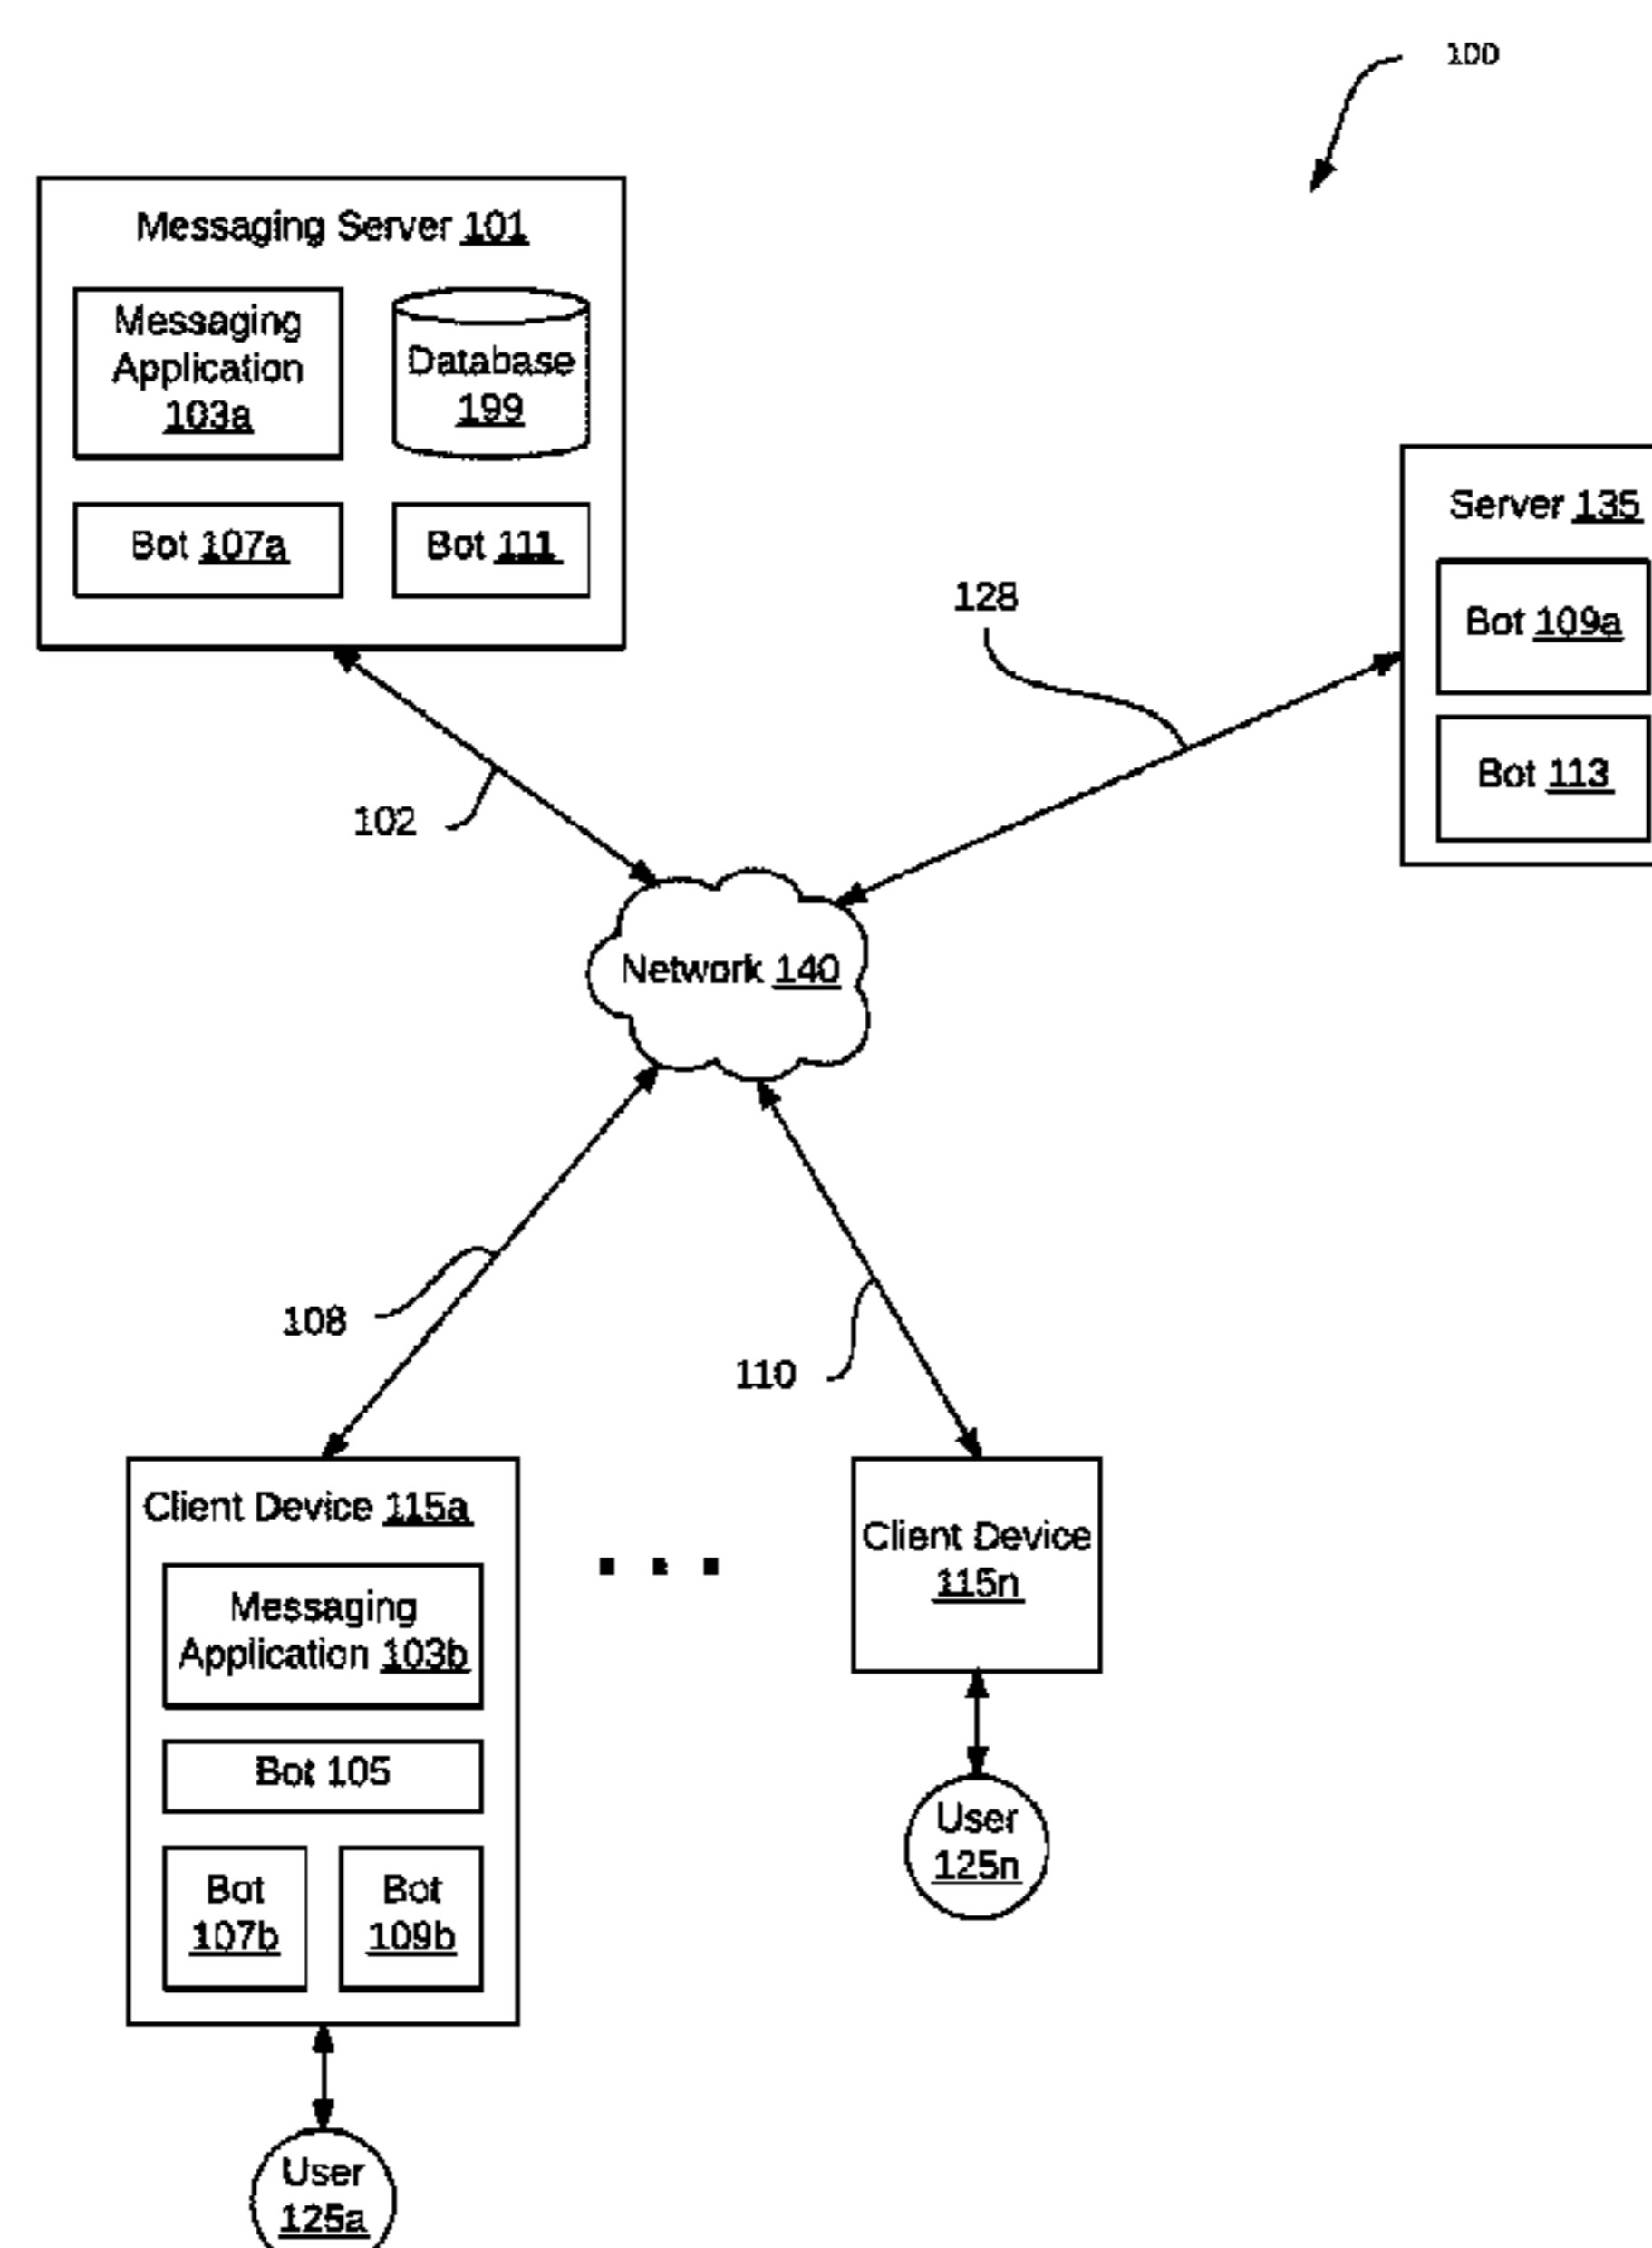 100
Messaging Server 101
Messaging
Application
103a
Database
199
Bot 107a
Bot 111
Server 135
Bot 109a
Bot 113
128
102
Network 140
108
110
Client Device 115a
Messaging
Application 103b
Bot 105
Bot
107b
Bot
109b
. . .
Client Device
115n
User
125n
User
125a